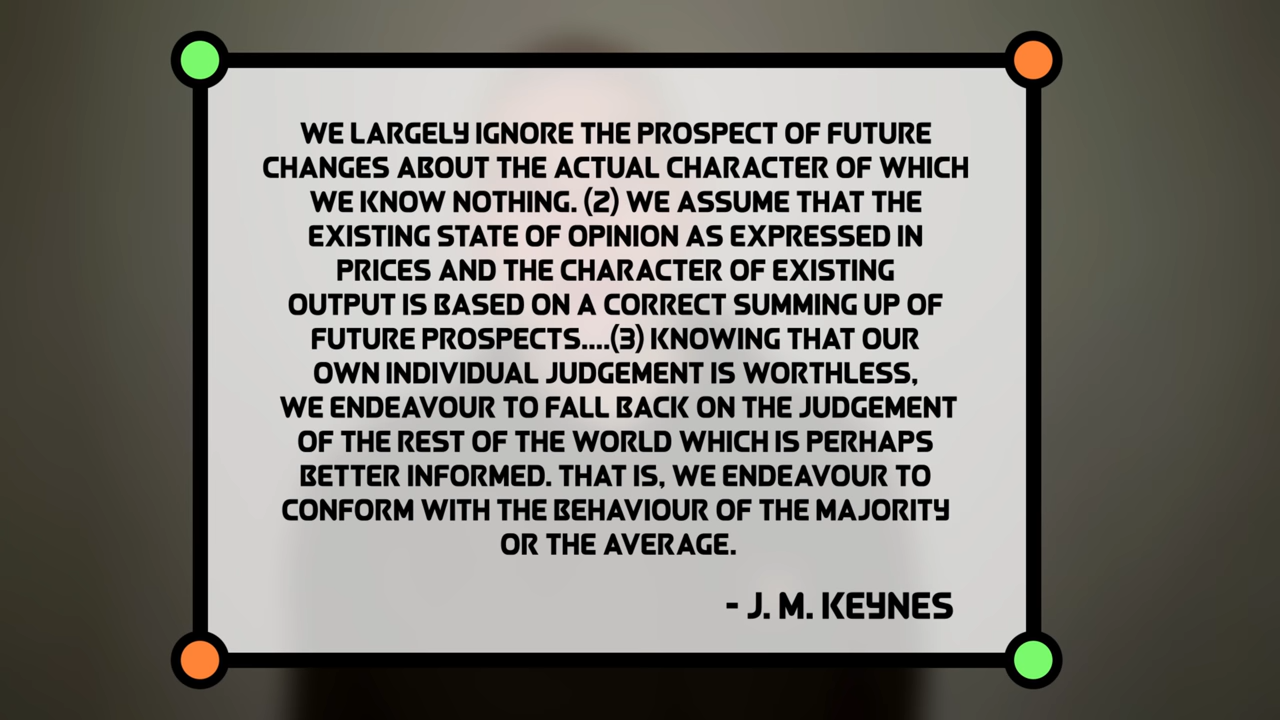 WE LARGELY IGNORE THE PROSPECT OF FUTURE
CHANGES ABOUT THE ACTUAL CHARACTER OF WHICH
WE KNOW NOTHING. (2) WE ASSUME THAT THE
EXISTING STATE OF OPINION AS EXPRESSED IN
PRICES AND THE CHARACTER OF EXISTING
OUTPUT IS BASED ON A CORRECT SUMMING UP OF
FUTURE PROSPECTS....(3) KNOWING THAT OUR
OWN INDIVIDUAL JUDGEMENT IS WORTHLESS,
WE ENDEAVOUR TO FALL BACK ON THE JUDGEMENT
OF THE REST OF THE WORLD WHICH IS PERHAPS
BETTER INFORMED. THAT IS, WE ENDEAVOUR TO
CONFORM WITH THE BEHAVIOUR OF THE MAJORITY
OR THE AVERAGE.
- J. M. KEYNES